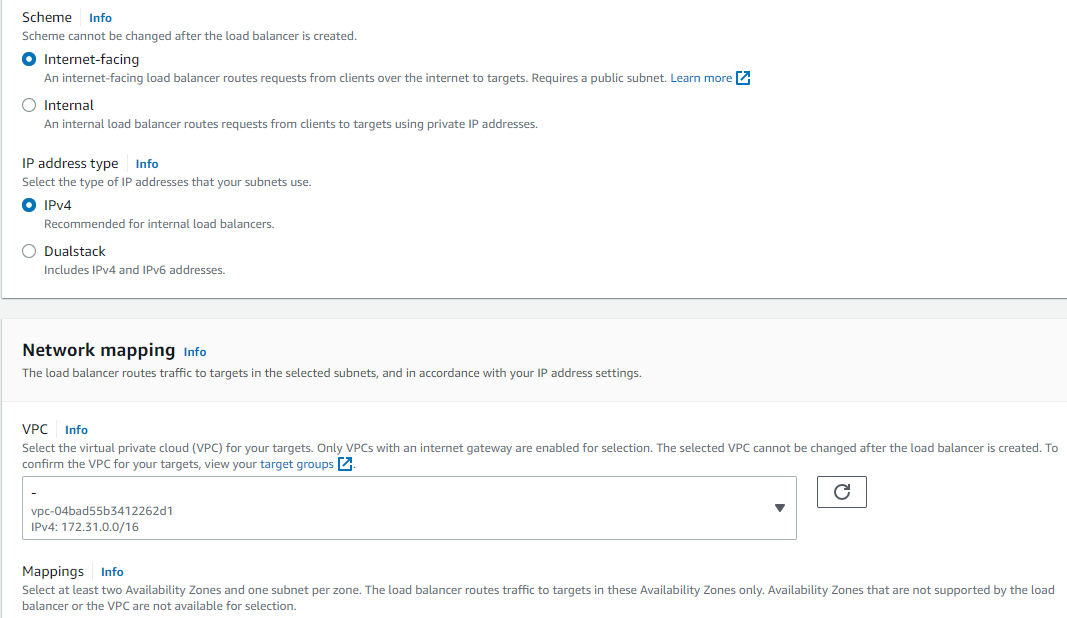 Scheme Info
Scheme cannot be changed after the load balancer is created.
Internet-facing
An internet-facing load balancer routes requests from clients over the internet to targets. Requires a public subnet. Learn more
Internal
An internal load balancer routes requests from clients to targets using private IP addresses.
IP address type Info
Select the type of IP addresses that your subnets use.
IPv4
Recommended for internal load balancers.
Dualstack
Includes IPv4 and IPv6 addresses.
Network mapping Info
The load balancer routes traffic to targets in the selected subnets, and in accordance with your IP address settings.
VPC Info
Select the virtual private cloud (VPC) for your targets. Only VPCs with an internet gateway are enabled for selection. The selected VPC cannot be changed after the load balancer is created. To
confirm the VPC for your targets, view your target groups.
-
vpc-04bad55b3412262d1
IPv4: 172.31.0.0/16
Mappings Info
Select at least two Availability Zones and one subnet per zone. The load balancer routes traffic to targets in these Availability Zones only. Availability Zones that are not supported by the load
balancer or the VPC are not available for selection.